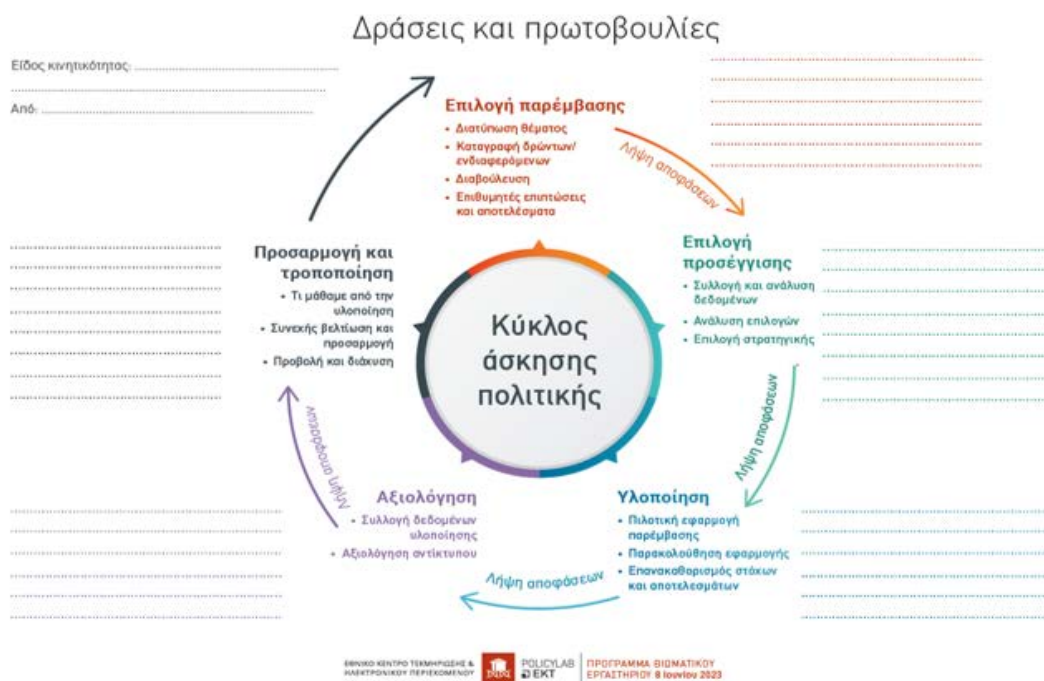 Δράσεις και πρωτοβουλίες
Είδος κινητικότητας:
Από:
Επιλογή παρέμβασης
• Διατύπωση θέματος
• Καταγραφή δρώντων/
ενδιαφερόμενων
• Διαβούλευση
• Επιθυμητές επιπτώσεις
και αποτελέσματα
Λήψη αποφάσεων
Επιλογή
προσέγγισης
• Συλλογή και ανάλυση
δεδομένων
• Ανάλυση επιλογών
• Επιλογή στρατηγικής
Λήψη αποφάσεων
Υλοποίηση
• Πιλοτική εφαρμογή
παρέμβασης
• Παρακολούθηση εφαρμογής
• Επανακαθορισμός στόχων
και αποτελεσμάτων
Λήψη αποφάσεων
Αξιολόγηση
• Συλλογή δεδομένων
υλοποίησης
• Αξιολόγηση αντίκτυπου
Λήψη αποφάσεων
Προσαρμογή και
τροποποίηση
• Τι μάθαμε από την
υλοποίηση
• Συνεχής βελτίωση και
προσαρμογή
• Προβολή και διάχυση
Κύκλος
άσκησης
πολιτικής
ΕΘΝΙΚΟ ΚΕΝΤΡΟ ΤΕΚΜΗΡΙΩΣΗΣ &
ΗΛΕΚΤΡΟΝΙΚΟΥ ΠΕΡΙΕΧΟΜΕΝΟΥ
POLICYLAB
ΕΚΤ
ΠΡΟΓΡΑΜΜΑ ΒΙΩΜΑΤΙΚΟΥ
ΕΡΓΑΣΤΗΡΙΟΥ 8 Ιουνίου 2023